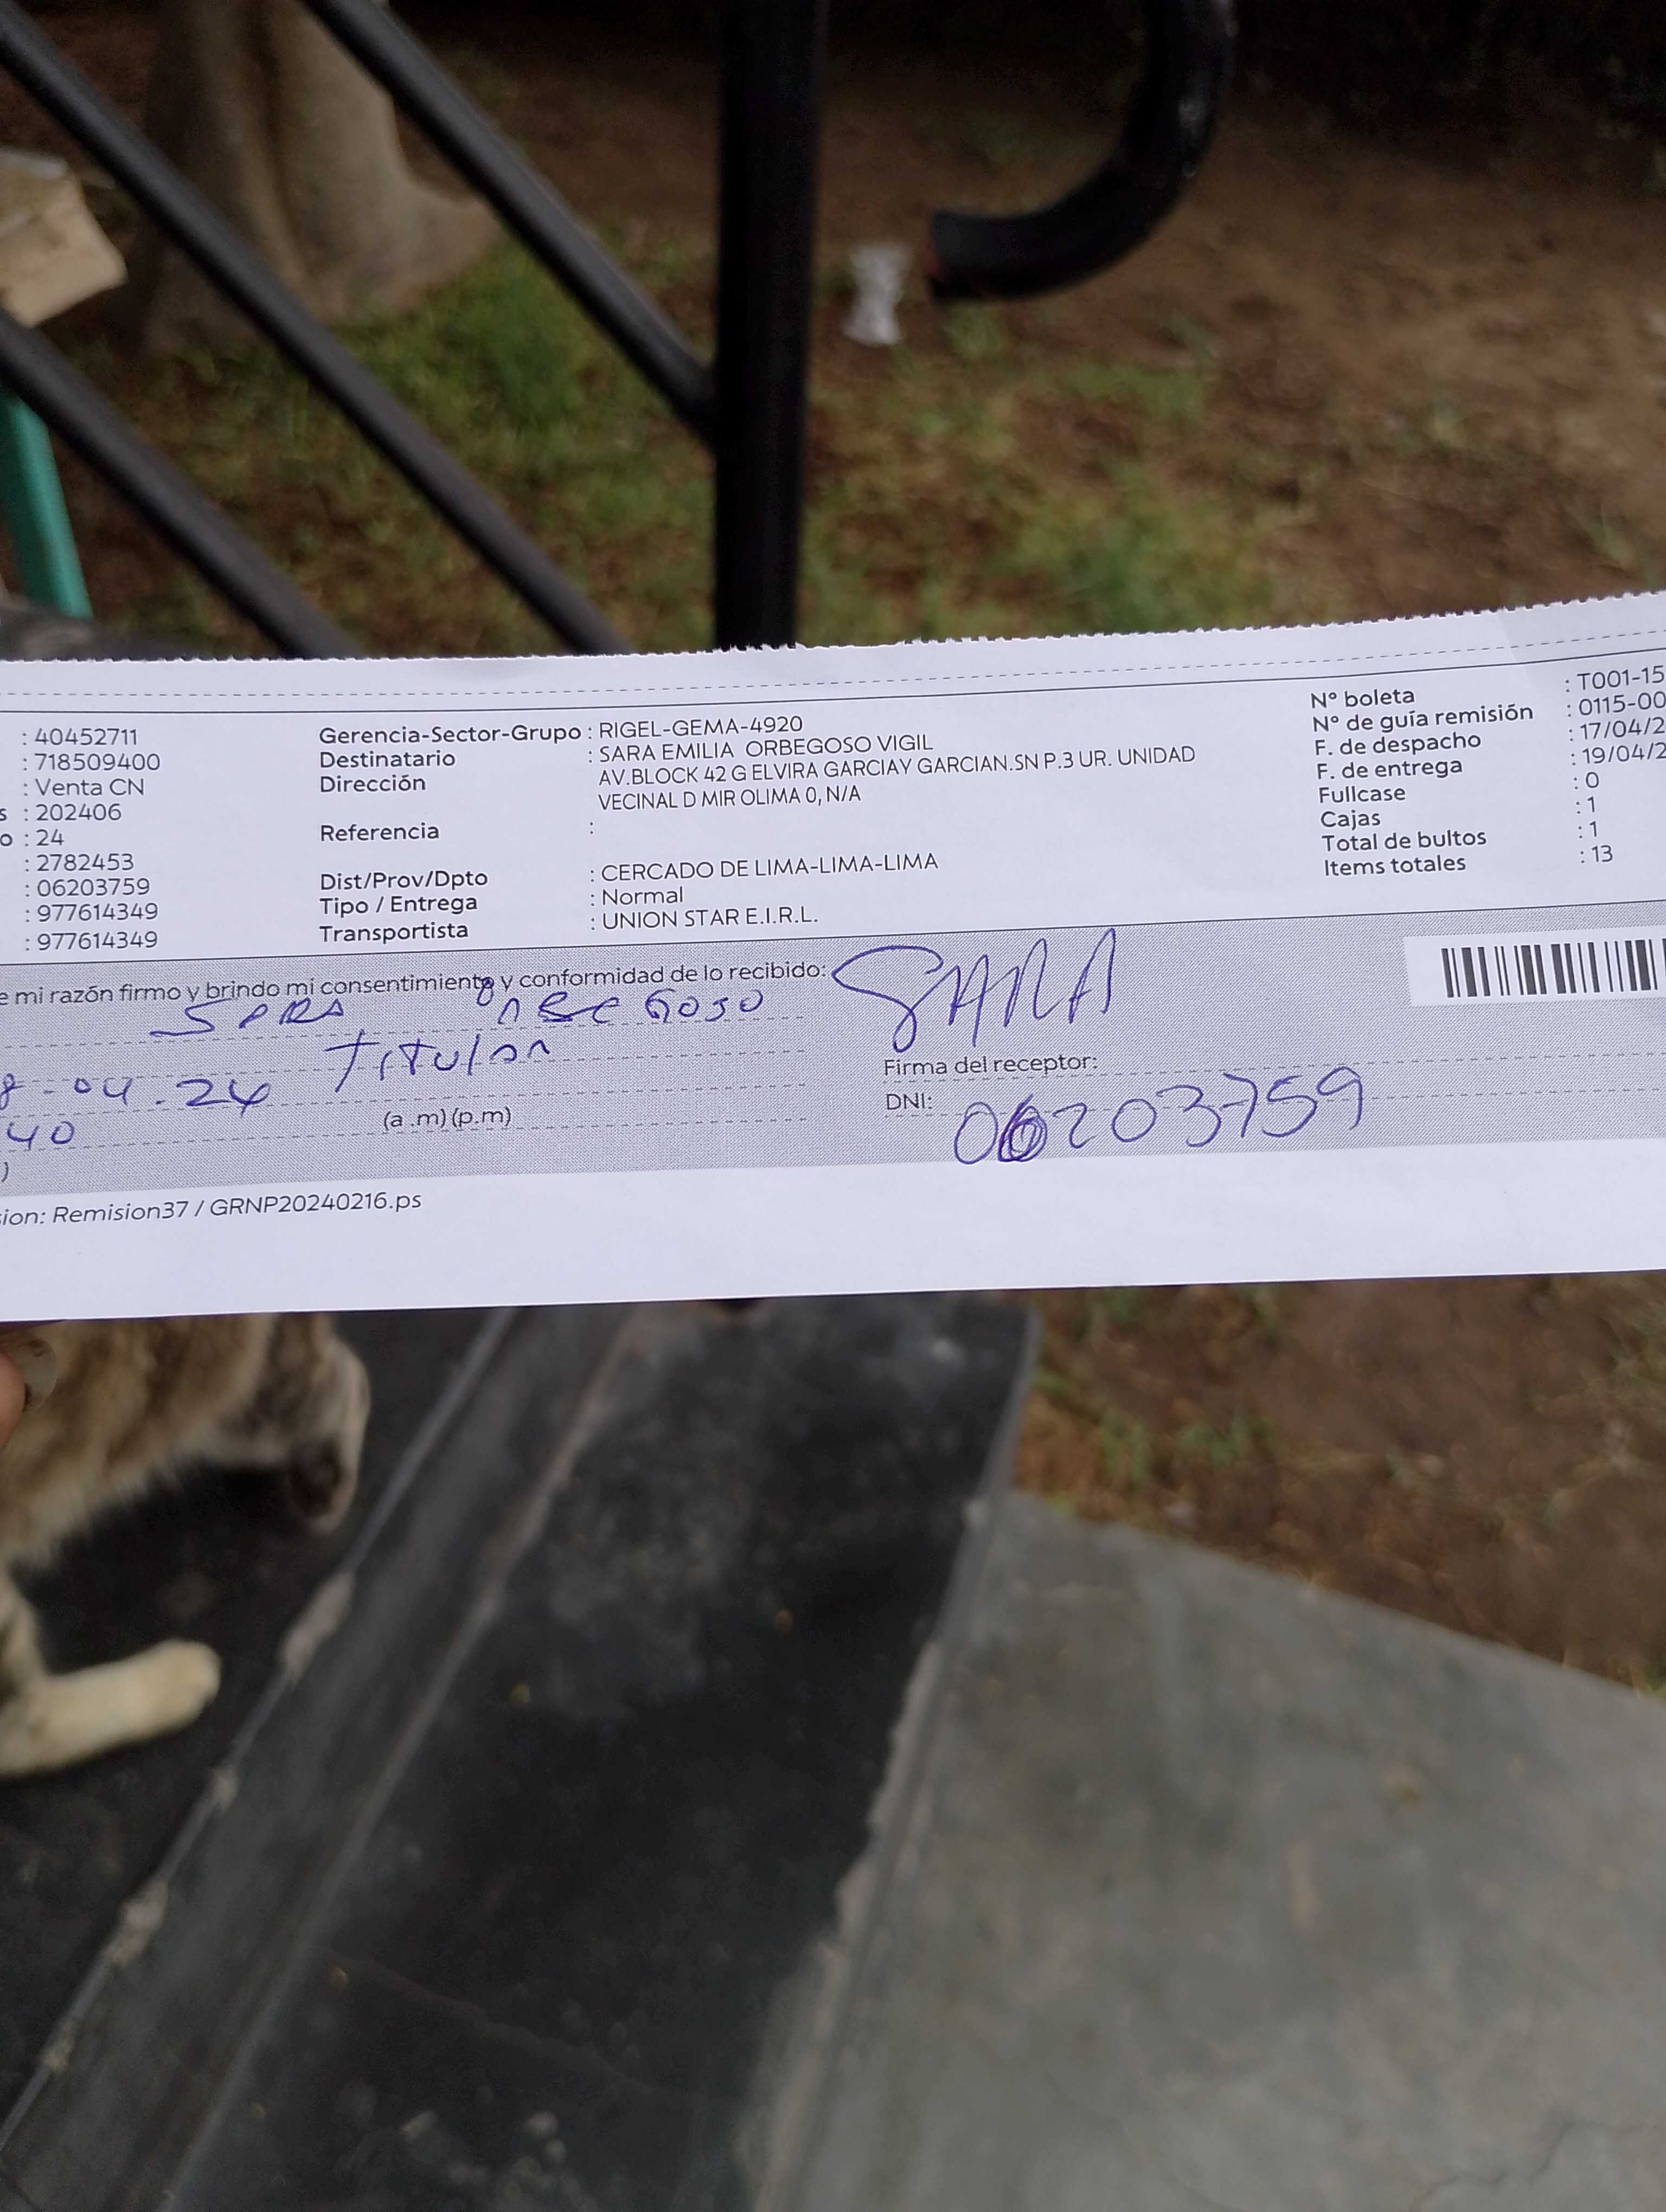 : 40452711
: 718509400
: Venta CN
s : 202406
o : 24
: 2782453
: 06203759
: 977614349
: 977614349
Gerencia-Sector-Grupo : RIGEL-GEMA-4920
Destinatario : SARA EMILIA ORBEGOSO VIGIL
Dirección AV.BLOCK 42 G ELVIRA GARCIAY GARCIAN.SN P.3 UR. UNIDAD
VECINAL D MIR OLIMA 0, N/A
Referencia :
Dist/Prov/Dpto : CERCADO DE LIMA-LIMA-LIMA
Tipo / Entrega : Normal
Transportista : UNION STAR E.I.R.L.
Nº boleta : T001-15
Nº de guía remisión : 0115-00
F. de despacho : 17/04/2
F. de entrega : 19/04/2
Fullcase : 0
Cajas : 1
Total de bultos : 1
Items totales : 13
e mi razón firmo y brindo mi consentimiento y conformidad de lo recibido:
SARA
SARA ORBEGOSO
Titular
8-04.24
40 (a .m) (p.m)
)
Firma del receptor:
DNI: 06203759
sion: Remision37 / GRNP20240216.ps